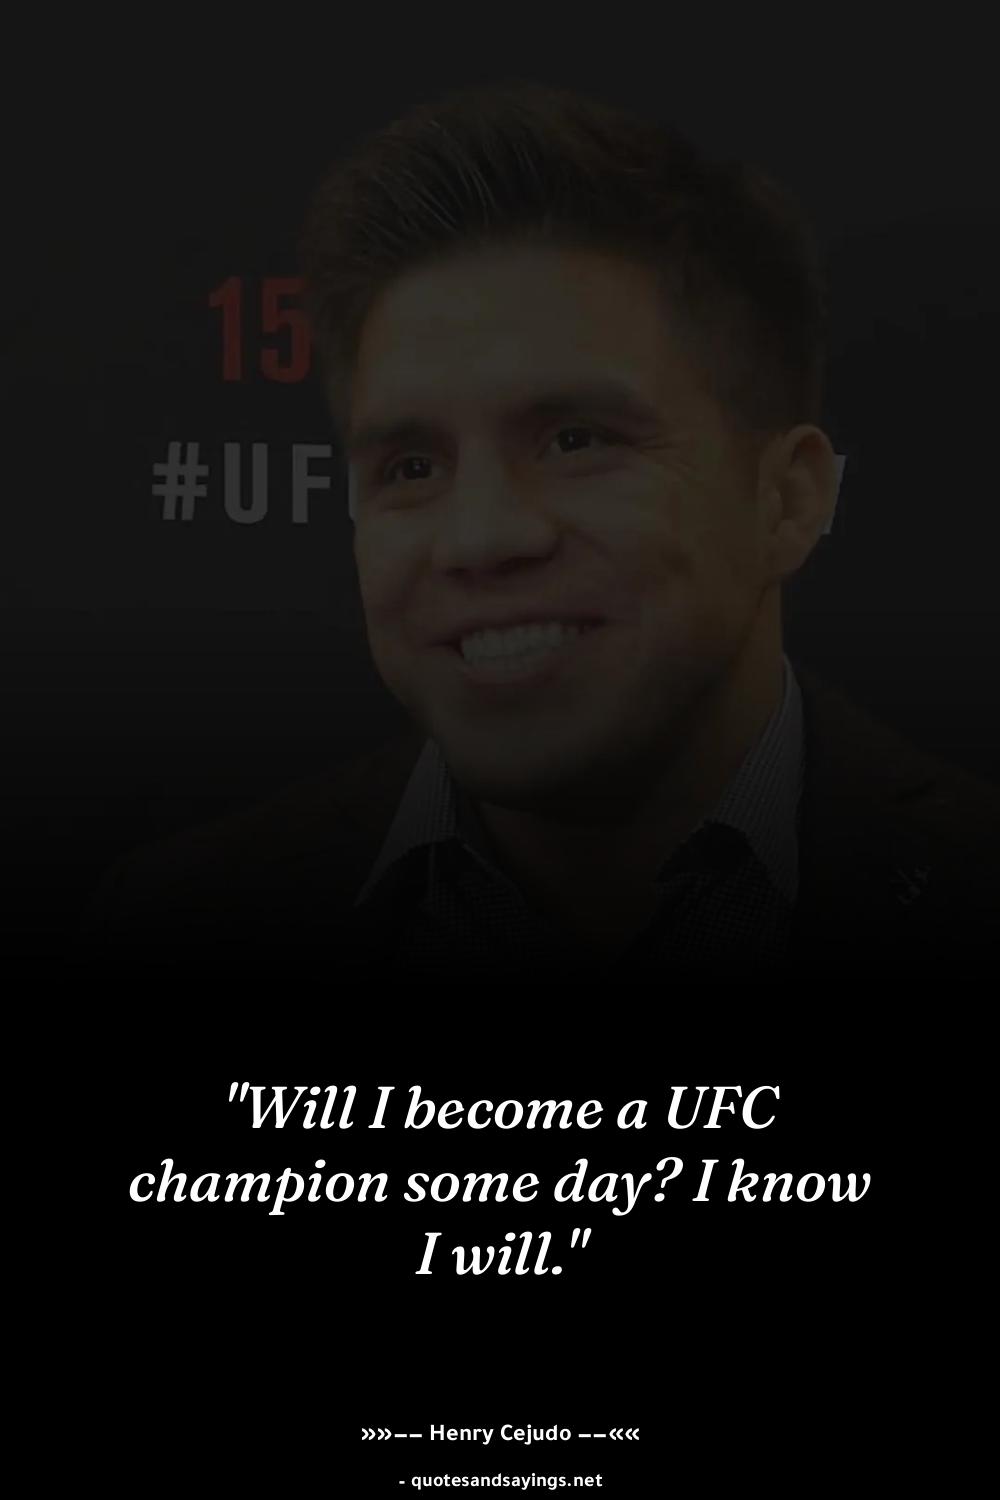 15
#UF
"Will I become a UFC
champion some day? I know
I will."
»»–– Henry Cejudo ––««
- quotesandsayings.net